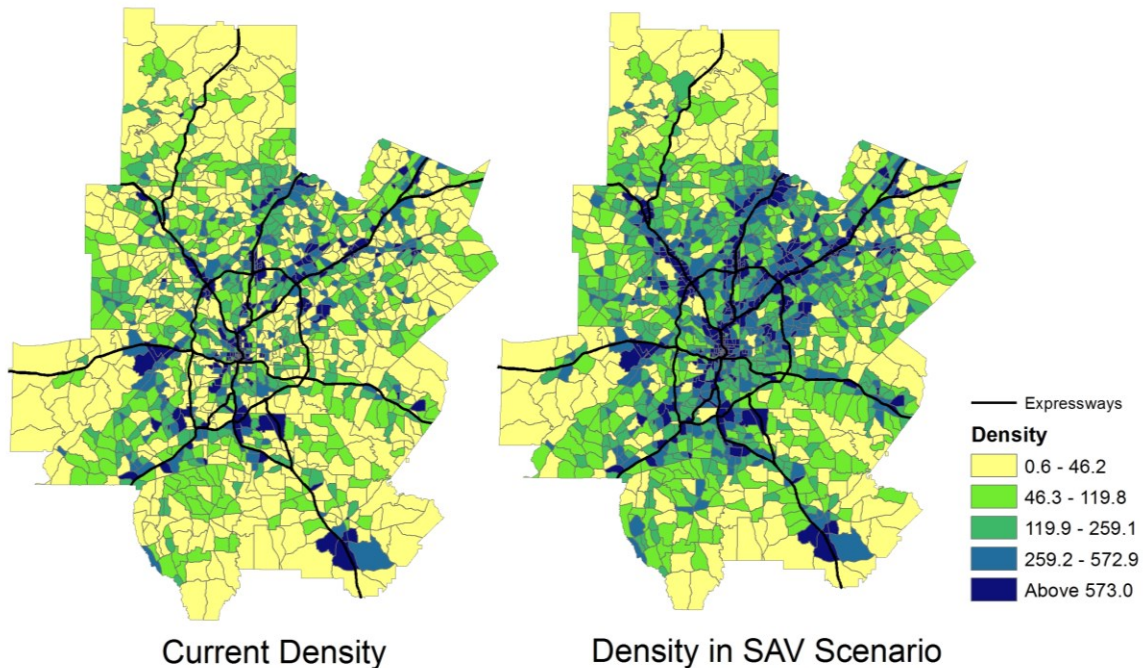 Expressways
Density
0.6 - 46.2
46.3 - 119.8
119.9 - 259.1
259.2 - 572.9
Above 573.0
Current Density
Density in SAV Scenario